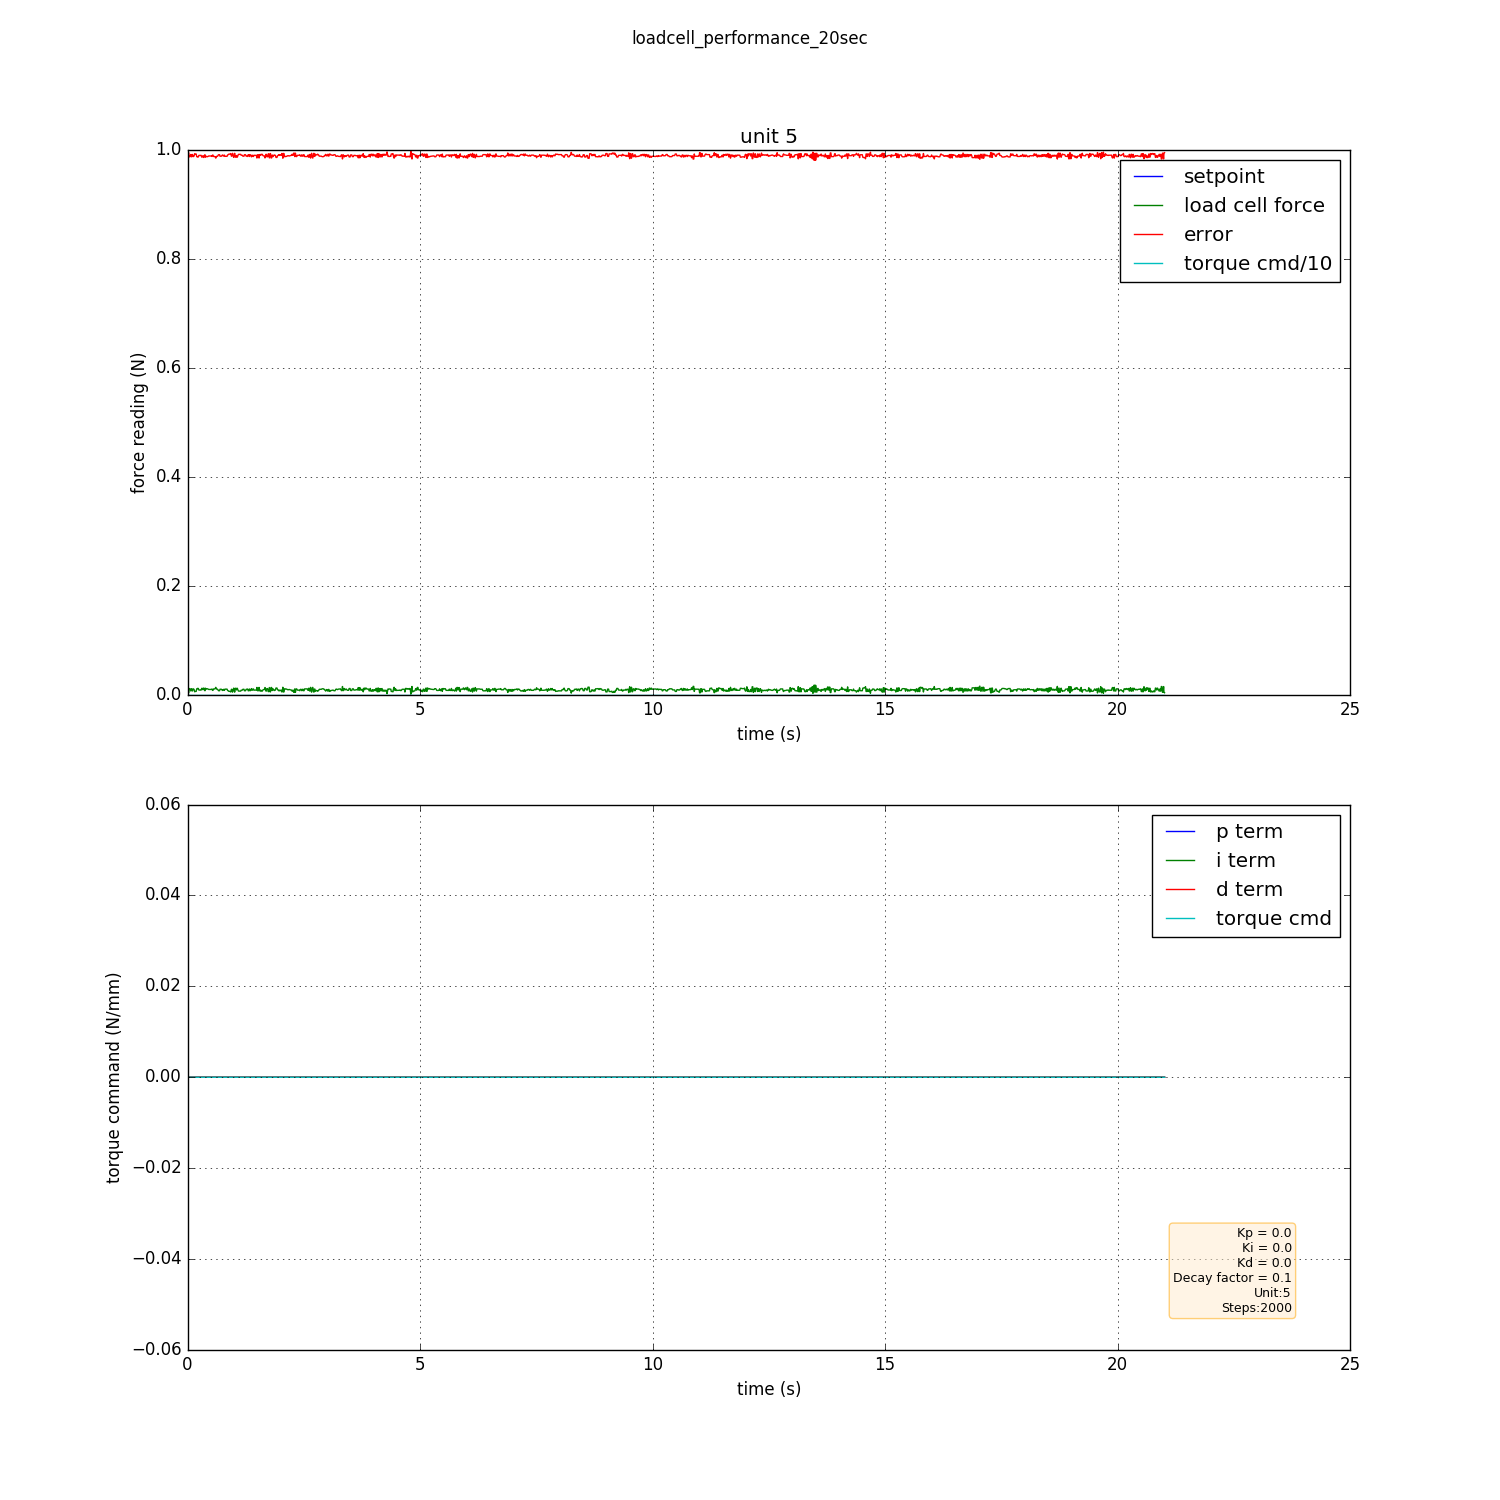 loadcell_performance_20sec
unit 5
1.0
0.8
0.6
0.4
0.2
0.0
force reading (N)
setpoint
load cell force
error
torque cmd/10
0 5 10 15 20 25
time (s)
0.06
0.04
0.02
0.00
−0.02
−0.04
−0.06
torque command (N/mm)
p term
i term
d term
torque cmd
Kp = 0.0
Ki = 0.0
Kd = 0.0
Decay factor = 0.1
Unit:5
Steps:2000
0 5 10 15 20 25
time (s)